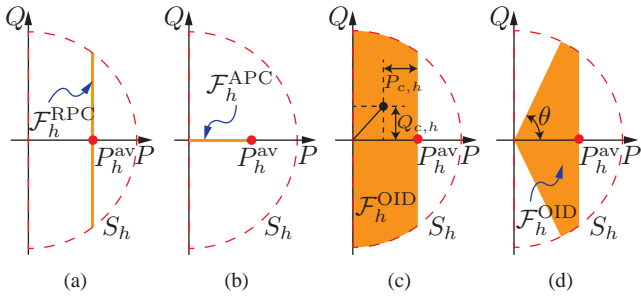 Q
F_h^RPC
P_h^av
P
S_h
(a)
Q
F_h^APC
P_h^av
P
S_h
(b)
Q
P_{c,h}
Q_{c,h}
P_h^av
P
F_h^OID
S_h
(c)
Q
θ
P_h^av
P
F_h^OID
S_h
(d)